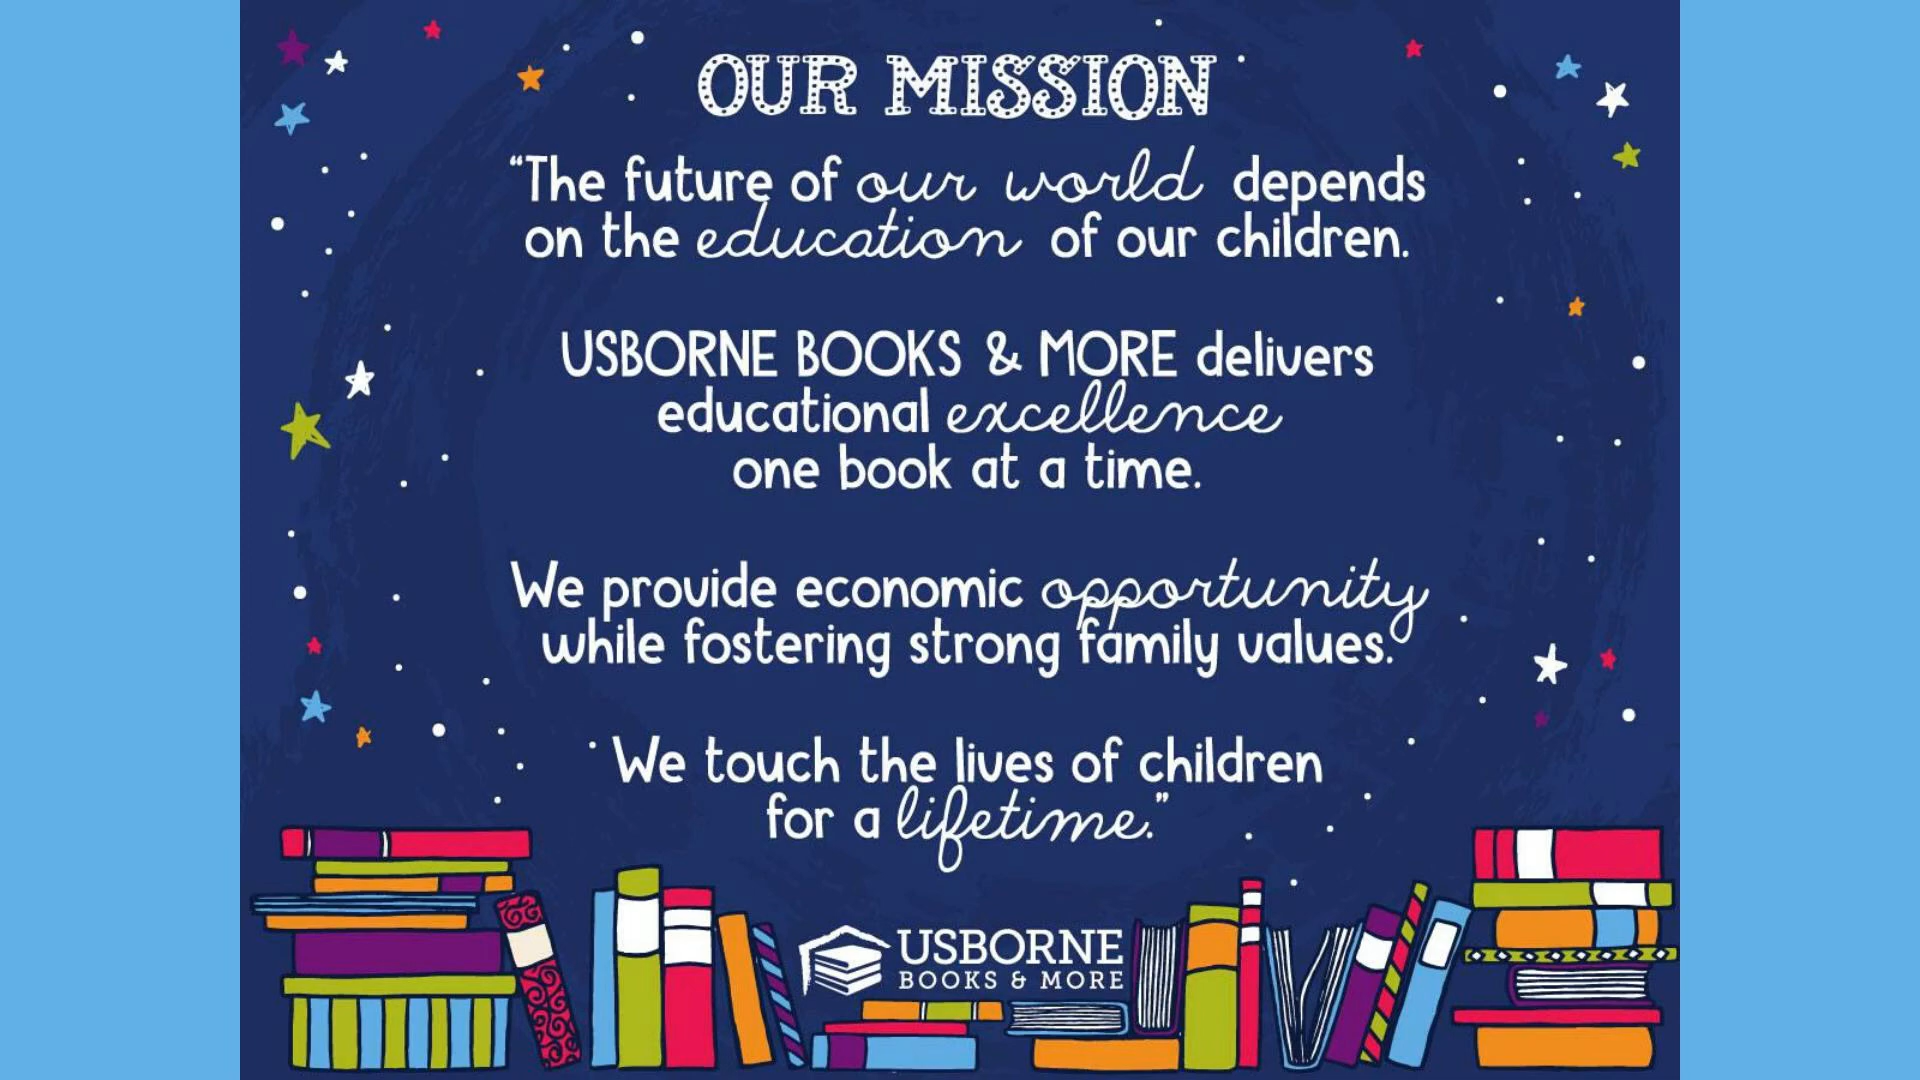 OUR MISSION
“The future of our world depends
on the education of our children.
USBORNE BOOKS & MORE delivers
educational excellence
one book at a time.
We provide economic opportunity
while fostering strong family values.
We touch the lives of children
for a lifetime.”
USBORNE
BOOKS & MORE